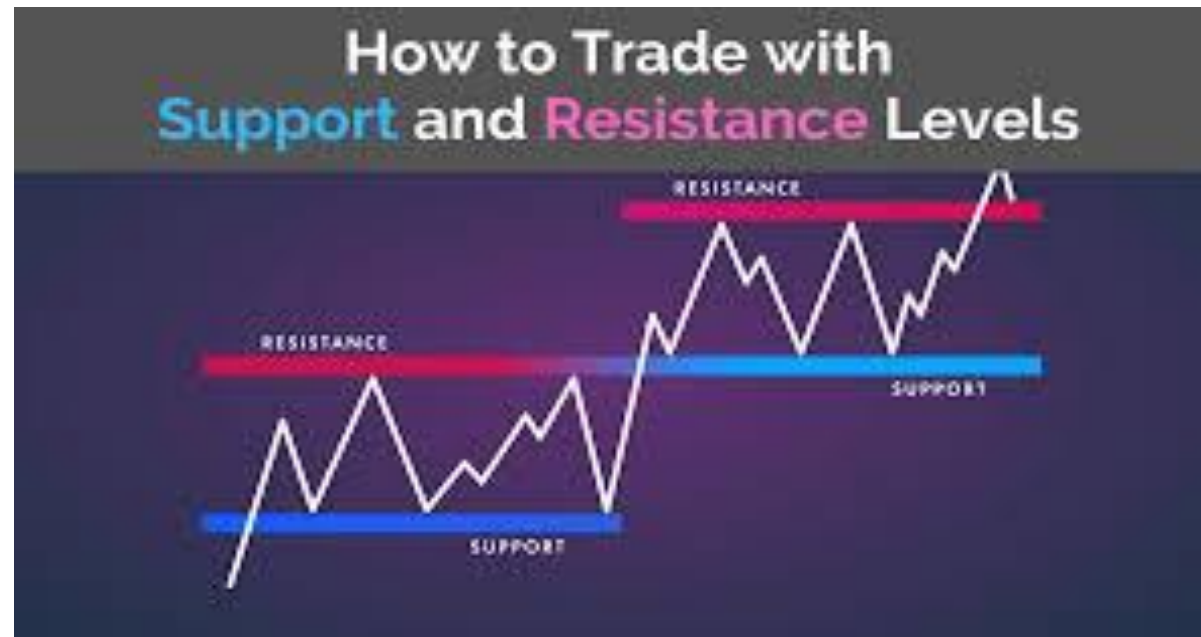 How to Trade with
Support and Resistance Levels
RESISTANCE
RESISTANCE
SUPPORT
SUPPORT